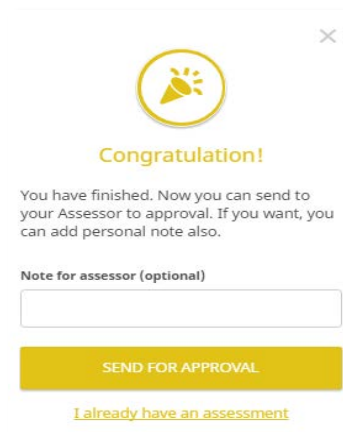 Congratulation!
You have finished. Now you can send to
your Assessor to approval. If you want, you
can add personal note also.
Note for assessor (optional)
SEND FOR APPROVAL
I already have an assessment